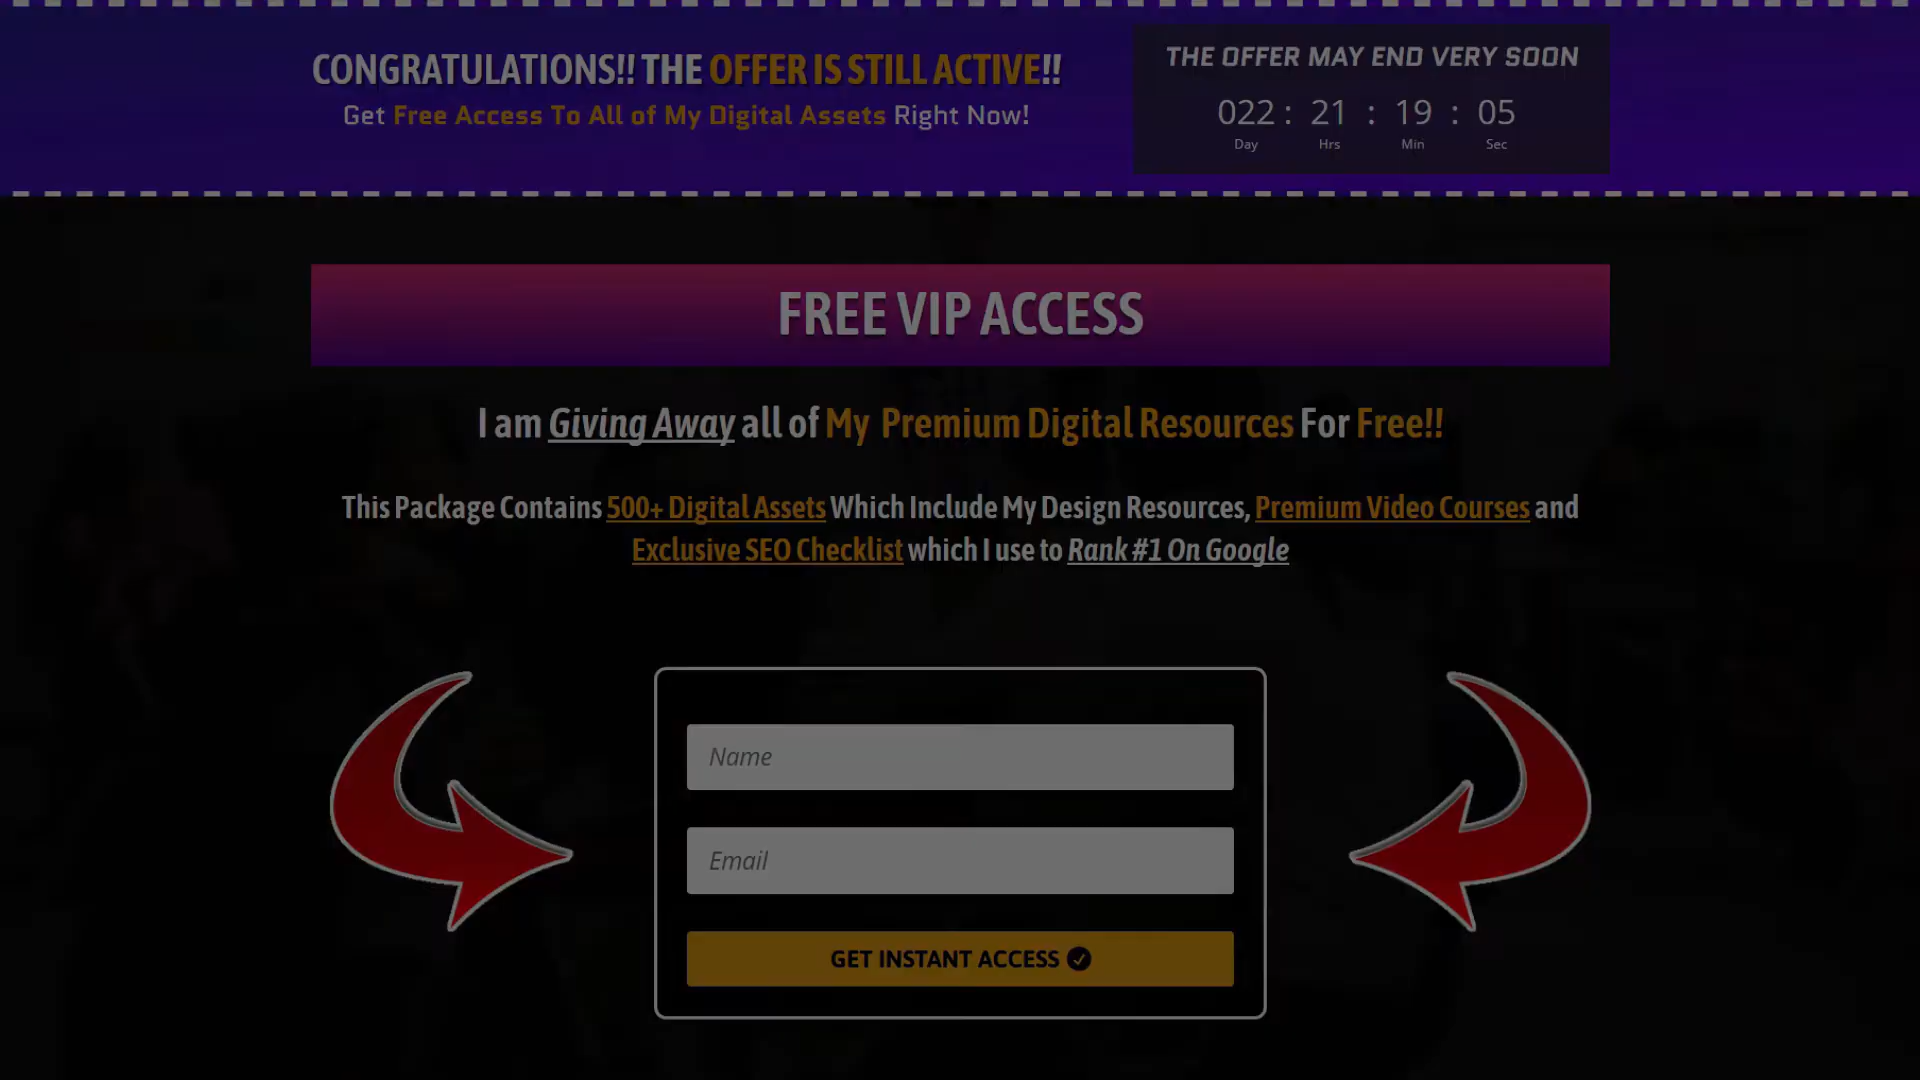 CONGRATULATIONS!! THE OFFER IS STILL ACTIVE!!
Get Free Access To All of My Digital Assets Right Now!
THE OFFER MAY END VERY SOON
022 : 21 : 19 : 05
Day Hrs Min Sec
FREE VIP ACCESS
I am Giving Away all of My Premium Digital Resources For Free!!
This Package Contains 500+ Digital Assets Which Include My Design Resources, Premium Video Courses and
Exclusive SEO Checklist which I use to Rank #1 On Google
Name
Email
GET INSTANT ACCESS